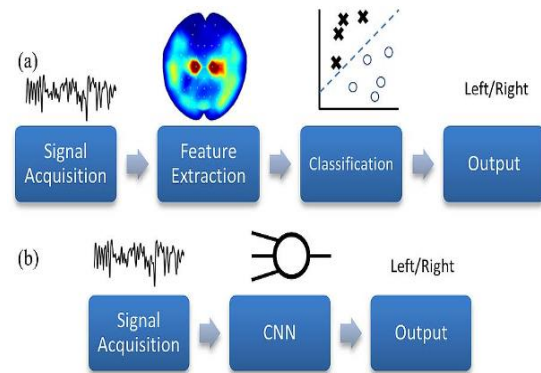 (a)
Left/Right
Signal
Acquisition
Feature
Extraction
Classification
Output
(b)
Left/Right
Signal
Acquisition
CNN
Output